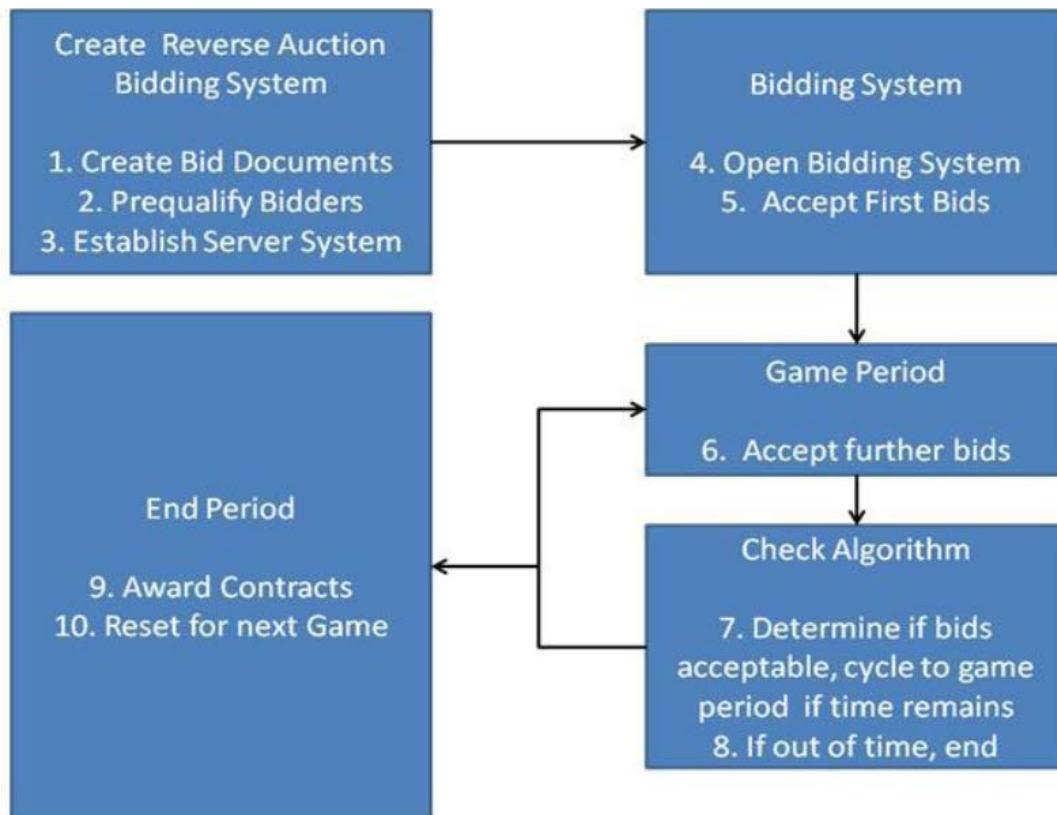 Create Reverse Auction
Bidding System
1. Create Bid Documents
2. Prequalify Bidders
3. Establish Server System
Bidding System
4. Open Bidding System
5. Accept First Bids
Game Period
6. Accept further bids
Check Algorithm
7. Determine if bids
acceptable, cycle to game
period if time remains
8. If out of time, end
End Period
9. Award Contracts
10. Reset for next Game